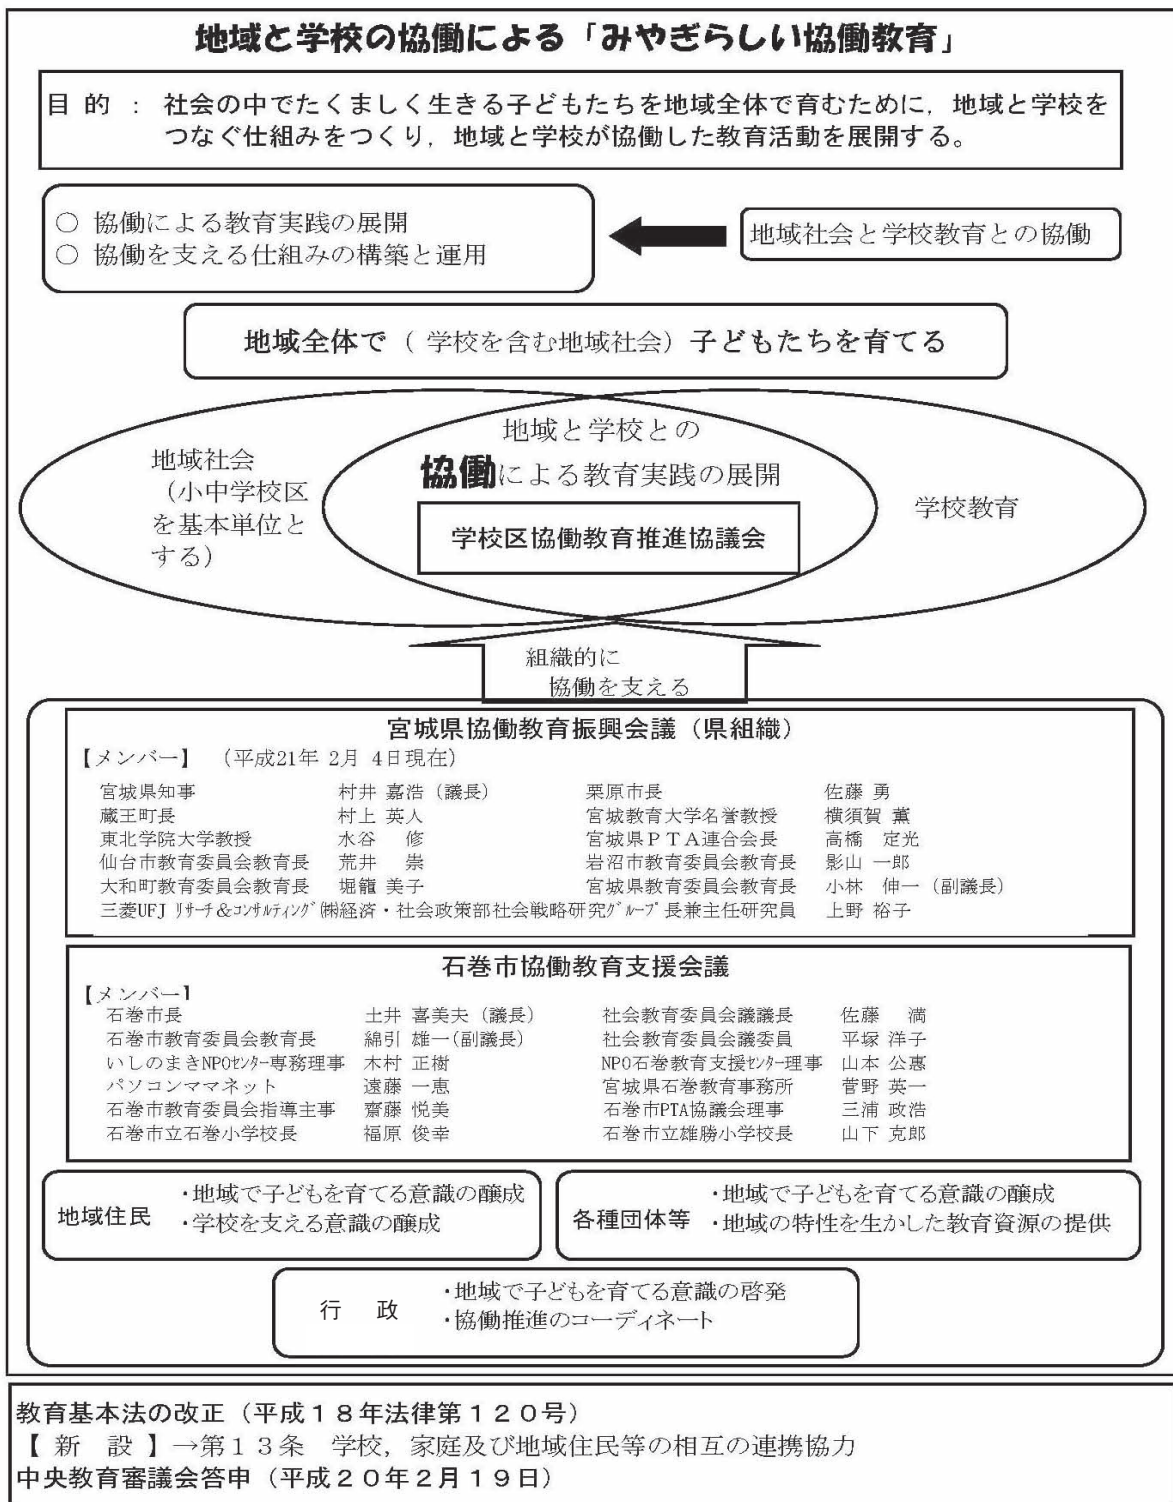 地域と学校の協働による「みやぎらしい協働教育」
目 的 ： 社会の中でたくましく生きる子どもたちを地域全体で育むために，地域と学校を
つなぐ仕組みをつくり，地域と学校が協働した教育活動を展開する。
○ 協働による教育実践の展開
○ 協働を支える仕組みの構築と運用
地域社会と学校教育との協働
地域全体で（ 学校を含む地域社会）子どもたちを育てる
地域社会
（小中学校区
を基本単位と
する）
地域と学校との
協働による教育実践の展開
学校区協働教育推進協議会
学校教育
組織的に
協働を支える
宮城県協働教育振興会議（県組織）
【メンバー】 （平成21年 2月 4日現在）
宮城県知事 村井 嘉浩（議長） 栗原市長 佐藤 勇
蔵王町長 村上 英人 宮城教育大学名誉教授 横須賀 薫
東北学院大学教授 水谷 修 宮城県ＰＴＡ連合会長 高橋 定光
仙台市教育委員会教育長 荒井 崇 岩沼市教育委員会教育長 影山 一郎
大和町教育委員会教育長 堀籠 美子 宮城県教育委員会教育長 小林 伸一（副議長）
三菱UFJ ﾘｻｰﾁ＆ｺﾝｻﾙﾃｨﾝｸﾞ㈱経済・社会政策部社会戦略研究ｸﾞﾙｰﾌﾟ長兼主任研究員 上野 裕子
石巻市協働教育支援会議
【メンバー】
石巻市長 土井 喜美夫（議長） 社会教育委員会議議長 佐藤 満
石巻市教育委員会教育長 綿引 雄一(副議長） 社会教育委員会議委員 平塚 洋子
いしのまきNPOｾﾝﾀｰ専務理事 木村 正樹 NPO石巻教育支援ｾﾝﾀｰ理事 山本 公惠
パソコンママネット 遠藤 一恵 宮城県石巻教育事務所 菅野 英一
石巻市教育委員会指導主事 齋藤 悦美 石巻市PTA協議会理事 三浦 政浩
石巻市立石巻小学校長 福原 俊幸 石巻市立雄勝小学校長 山下 克郎
地域住民
・地域で子どもを育てる意識の醸成
・学校を支える意識の醸成
各種団体等
・地域で子どもを育てる意識の醸成
・地域の特性を生かした教育資源の提供
行 政
・地域で子どもを育てる意識の啓発
・協働推進のコーディネート
教育基本法の改正（平成１８年法律第１２０号）
【 新 設 】→第１３条 学校，家庭及び地域住民等の相互の連携協力
中央教育審議会答申（平成２０年２月１９日）